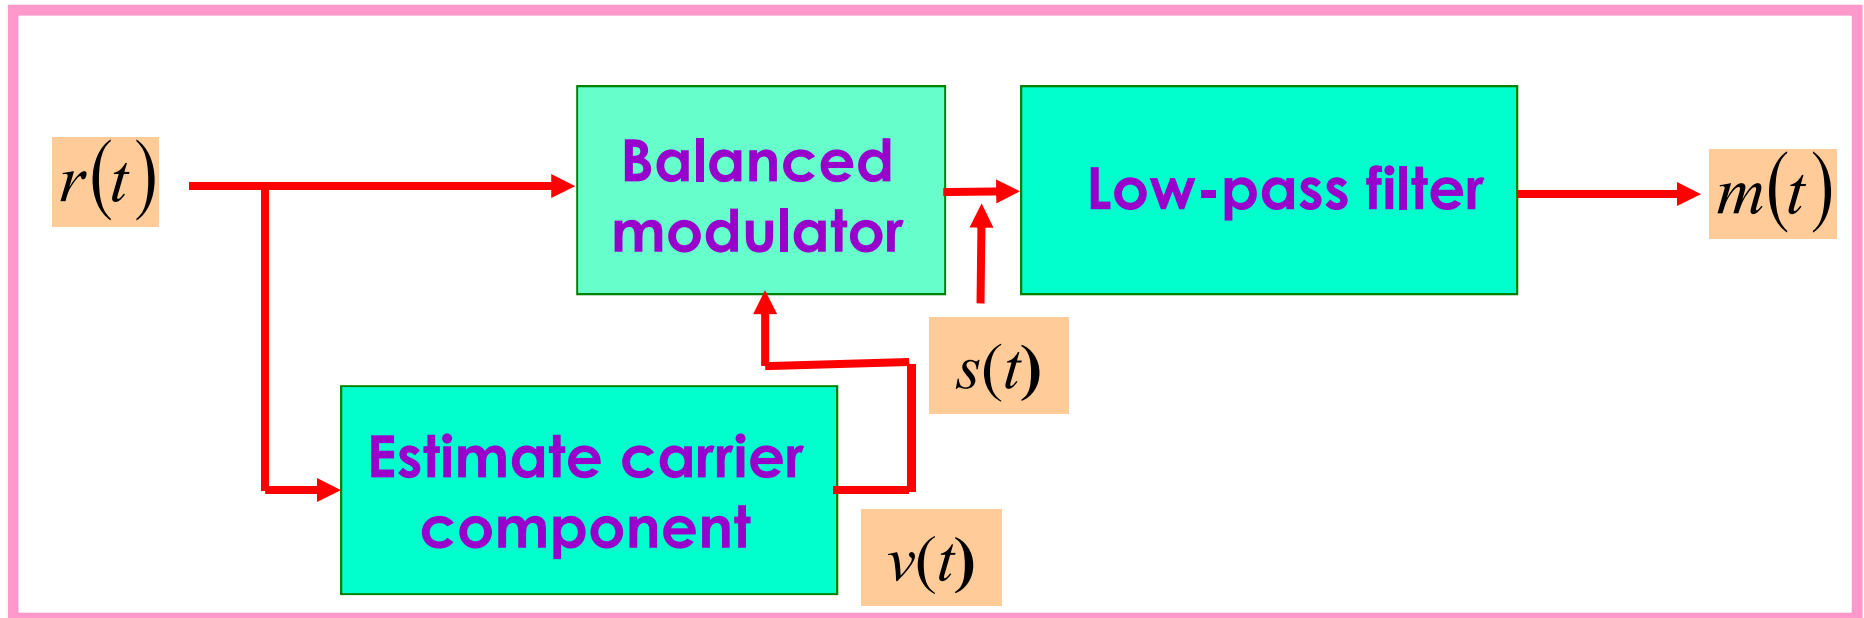 r(t)
Balanced
modulator
Low-pass filter
m(t)
s(t)
Estimate carrier
component
v(t)